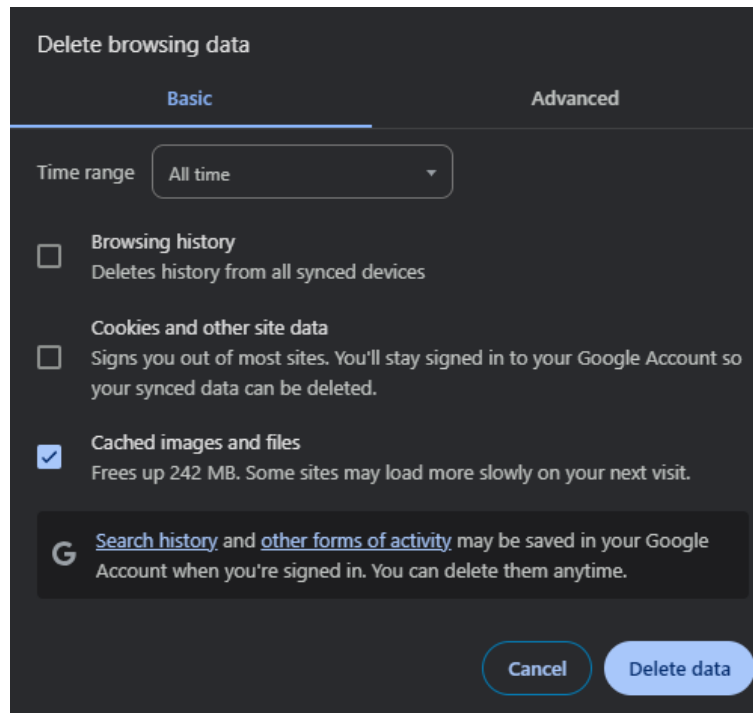 Delete browsing data
Basic
Advanced
Time range
All time
Browsing history
Deletes history from all synced devices
Cookies and other site data
Signs you out of most sites. You'll stay signed in to your Google Account so
your synced data can be deleted.
Cached images and files
Frees up 242 MB. Some sites may load more slowly on your next visit.
G
Search history and other forms of activity may be saved in your Google
Account when you're signed in. You can delete them anytime.
Cancel
Delete data